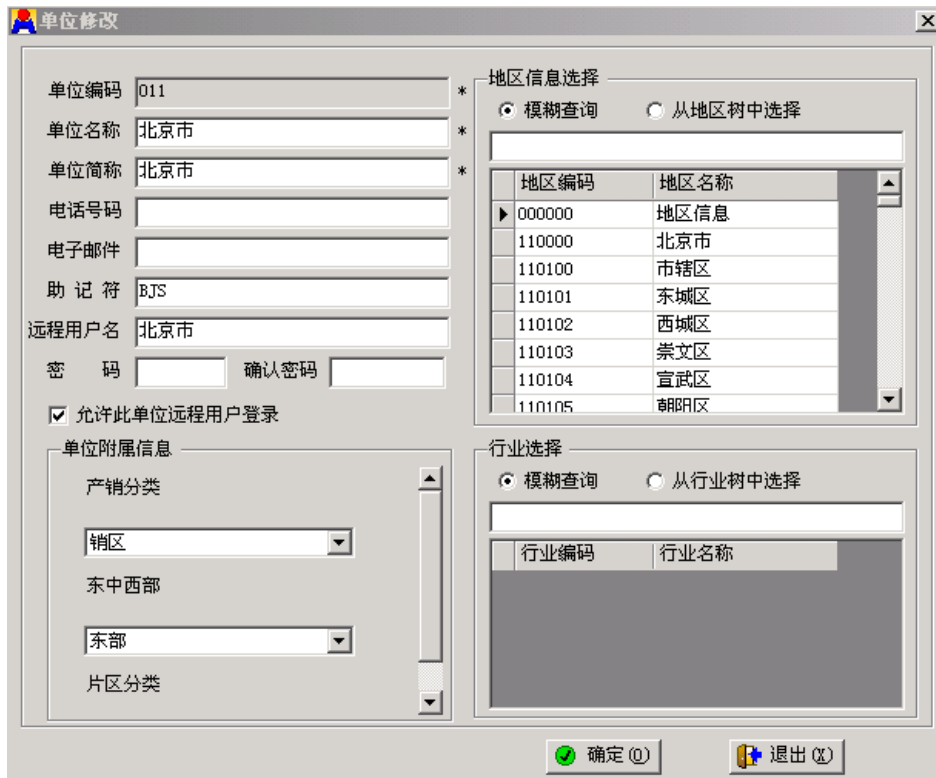 单位修改
单位编码 011 *
单位名称 北京市 *
单位简称 北京市 *
电话号码
电子邮件
助 记 符 BJS
远程用户名 北京市
密 码 确认密码
允许此单位远程用户登录
单位附属信息
产销分类
销区
东中西部
东部
片区分类
地区信息选择
模糊查询 从地区树中选择
地区编码 地区名称
000000 地区信息
110000 北京市
110100 市辖区
110101 东城区
110102 西城区
110103 崇文区
110104 宣武区
110105 朝阳区
行业选择
模糊查询 从行业树中选择
行业编码 行业名称
确定(O) 退出(X)